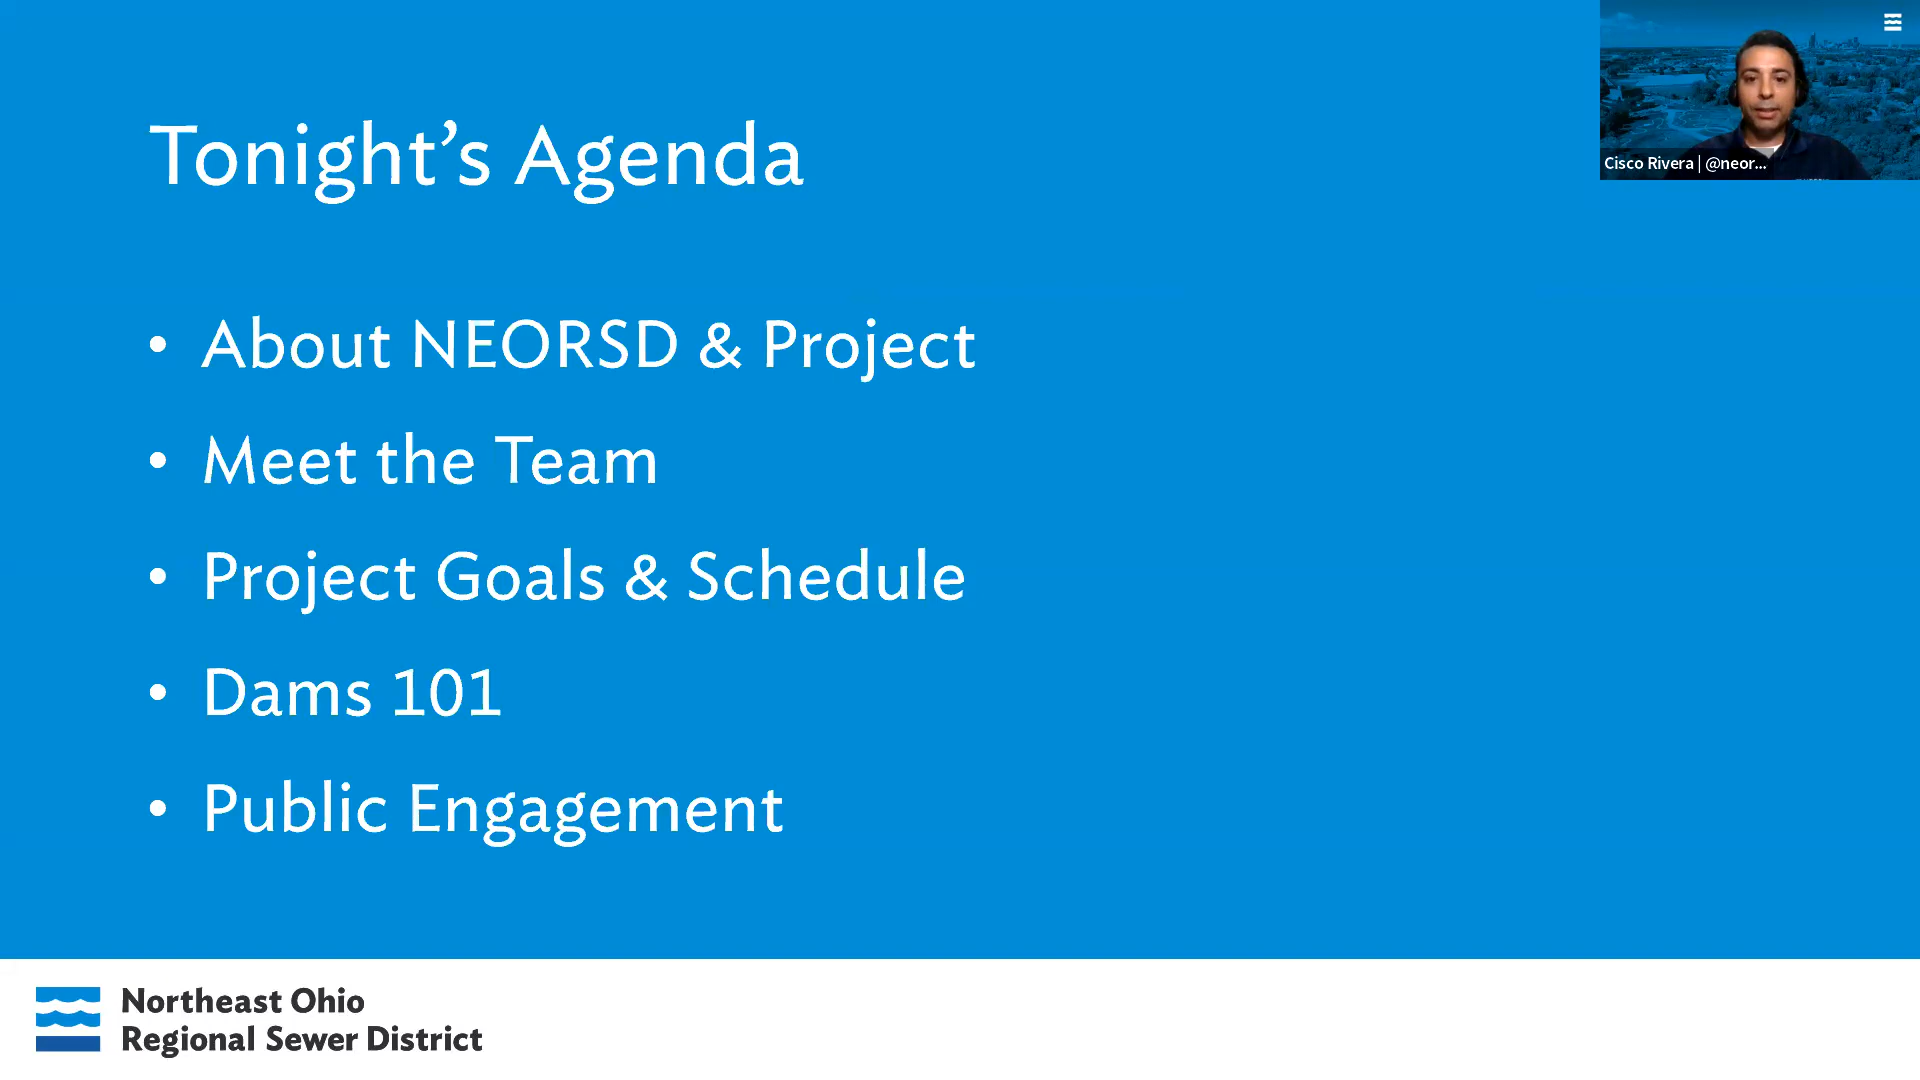 Tonight’s Agenda
Cisco Rivera | @neor...
• About NEORSD & Project
• Meet the Team
• Project Goals & Schedule
• Dams 101
• Public Engagement
Northeast Ohio
Regional Sewer District